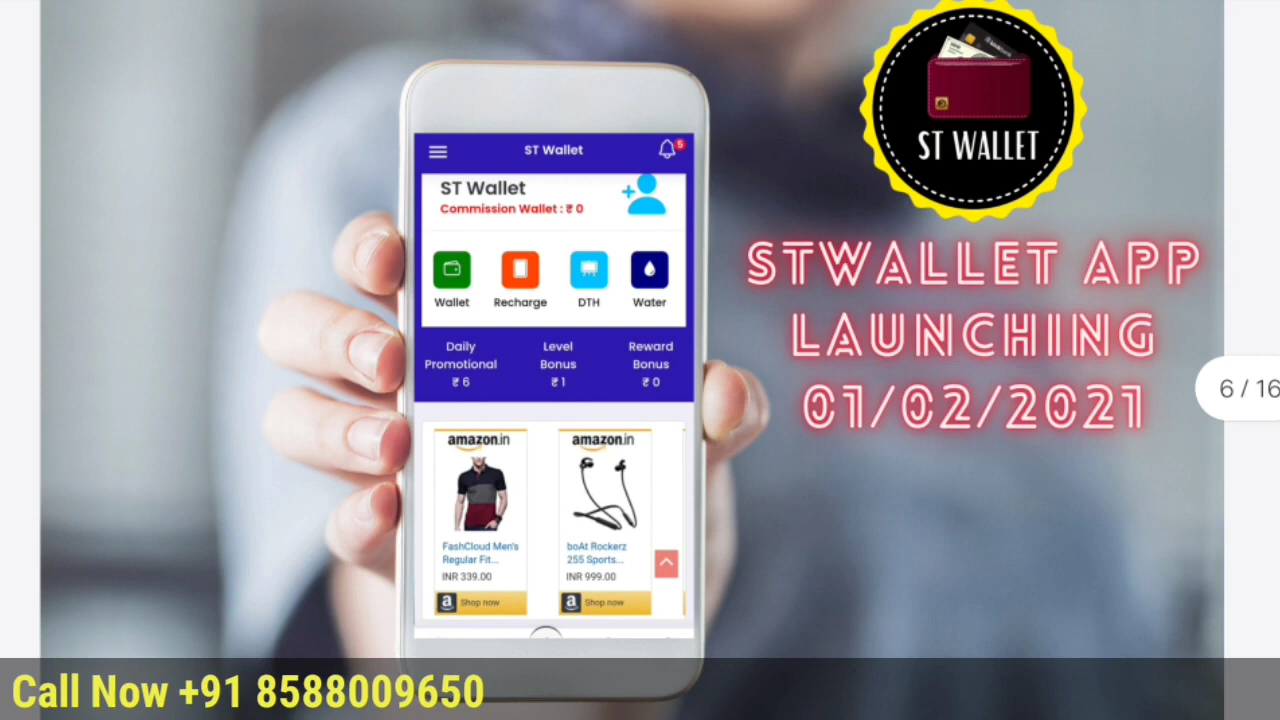 ST Wallet
5
ST Wallet
Commission Wallet : ₹ 0
Wallet Recharge DTH Water
Daily Promotional ₹ 6
Level Bonus ₹ 1
Reward Bonus ₹ 0
amazon.in
FashCloud Men's
Regular Fit...
INR 339.00
Shop now
amazon.in
boAt Rockerz
255 Sports...
INR 999.00
Shop now
ST WALLET
STWALLET APP
LAUNCHING
01/02/2021
6 / 16
Call Now +91 8588009650